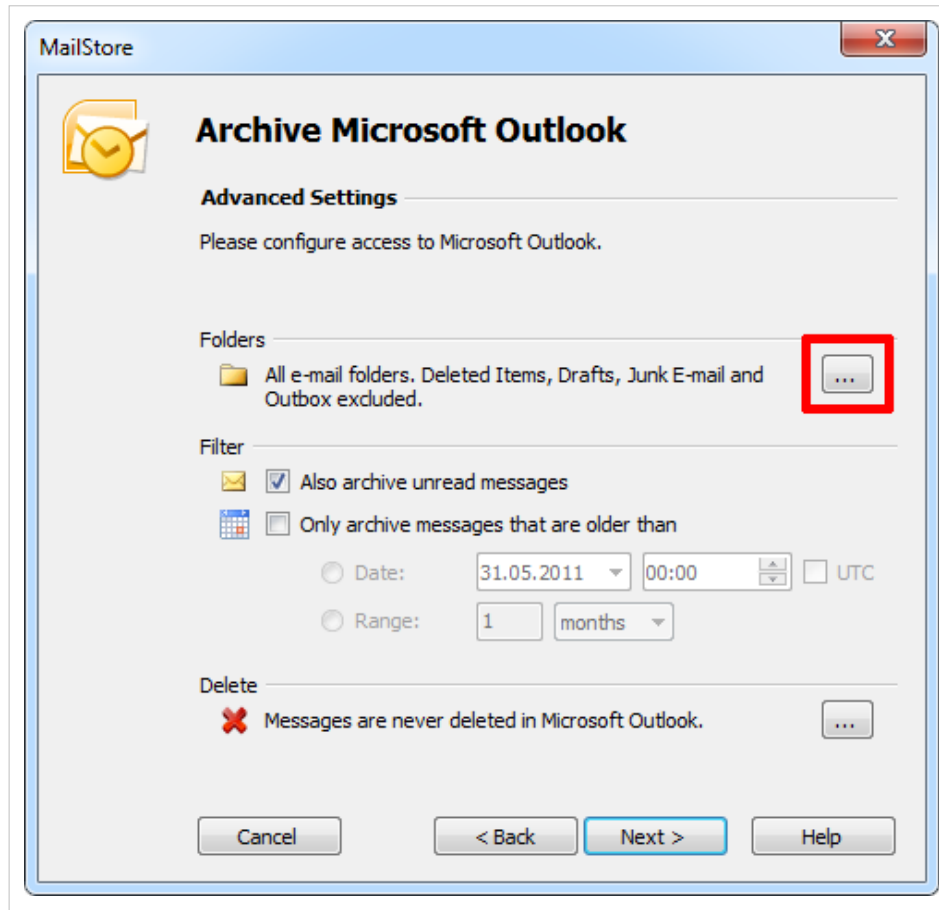 MailStore
x
Archive Microsoft Outlook
Advanced Settings
Please configure access to Microsoft Outlook.
Folders
All e-mail folders. Deleted Items, Drafts, Junk E-mail and
Outbox excluded.
...
Filter
Also archive unread messages
Only archive messages that are older than
Date: 31.05.2011 00:00 UTC
Range: 1 months
Delete
Messages are never deleted in Microsoft Outlook.
...
Cancel < Back Next > Help